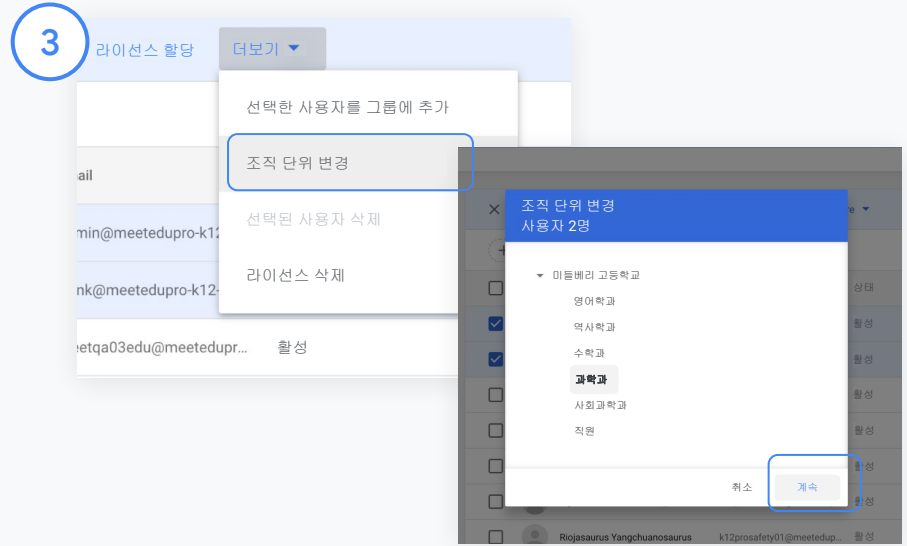 3
라이선스 할당
더보기
선택한 사용자를 그룹에 추가
조직 단위 변경
선택된 사용자 삭제
라이선스 삭제
ail
min@meetedupro-k12
nk@meetedupro-k12-
eetqa03edu@meetedupr...
활성
조직 단위 변경
사용자 2명
re
미들베리 고등학교
영어학과
역사학과
수학과
과학과
사회과학과
직원
취소
계속
상태
활성
활성
활성
활성
활성
활성
Riojasaurus Yangchuanosaurus
k12prosafety01@meetedup...
활성